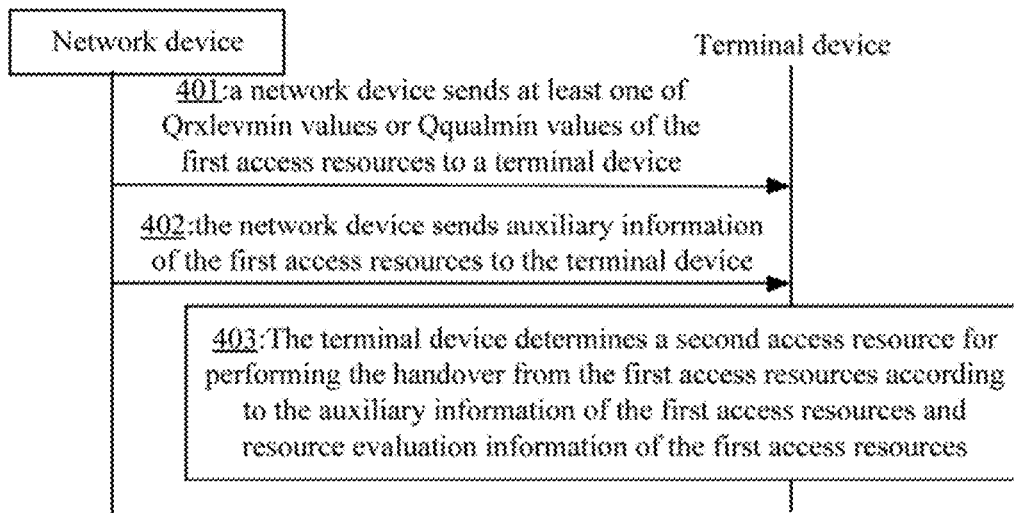 Network device
Terminal device
401:a network device sends at least one of
Qrxlevmin values or Qqualmin values of the
first access resources to a terminal device
402:the network device sends auxiliary information
of the first access resources to the terminal device
403:The terminal device determines a second access resource for
performing the handover from the first access resources according
to the auxiliary information of the first access resources and
resource evaluation information of the first access resources